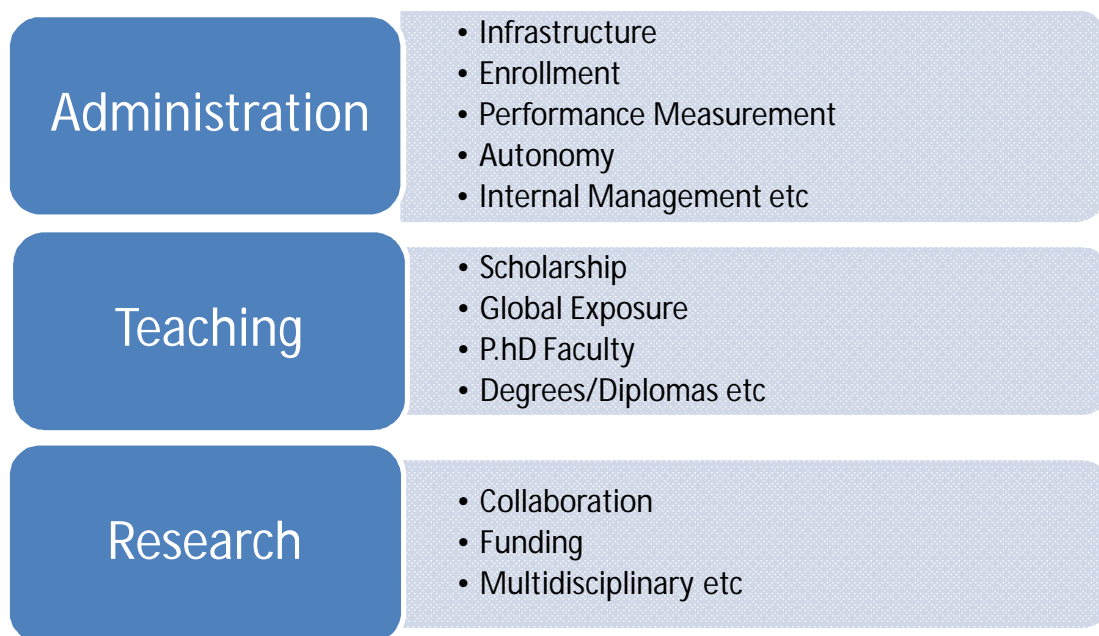 Administration
• Infrastructure
• Enrollment
• Performance Measurement
• Autonomy
• Internal Management etc
Teaching
• Scholarship
• Global Exposure
• P.hD Faculty
• Degrees/Diplomas etc
Research
• Collaboration
• Funding
• Multidisciplinary etc